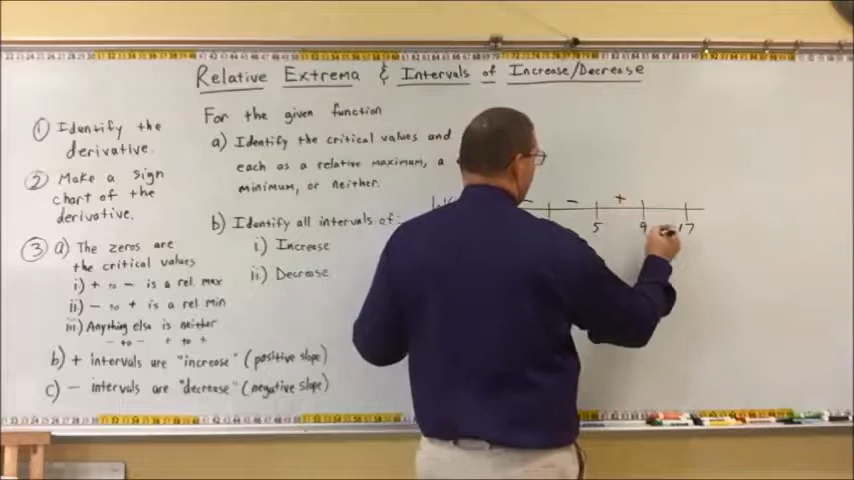 Relative Extrema & Intervals of Increase/Decrease
① Identify the
derivative.
② Make a sign
chart of the
derivative.
③ a) The zeros are
the critical values.
i) + to - is a rel max
ii) - to + is a rel min
iii) Anything else is neither
- to - + to +
b) + intervals are "increase" (positive slope)
c) - intervals are "decrease" (negative slope)
For the given function
a) Identify the critical values and
each as a relative maximum, a
minimum, or neither.
b) Identify all intervals of
i) Increase
ii) Decrease
- +
5 9 17